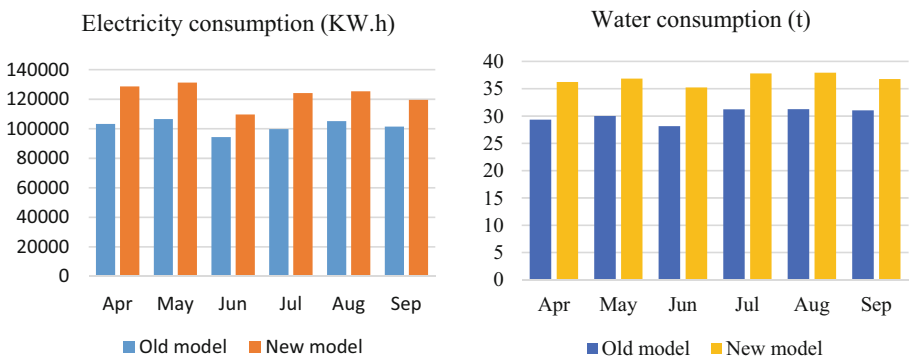 Electricity consumption (KW.h)
140000
120000
100000
80000
60000
40000
20000
0
Apr May Jun Jul Aug Sep
Old model New model
Water consumption (t)
40
35
30
25
20
15
10
5
0
Apr May Jun Jul Aug Sep
Old model New model